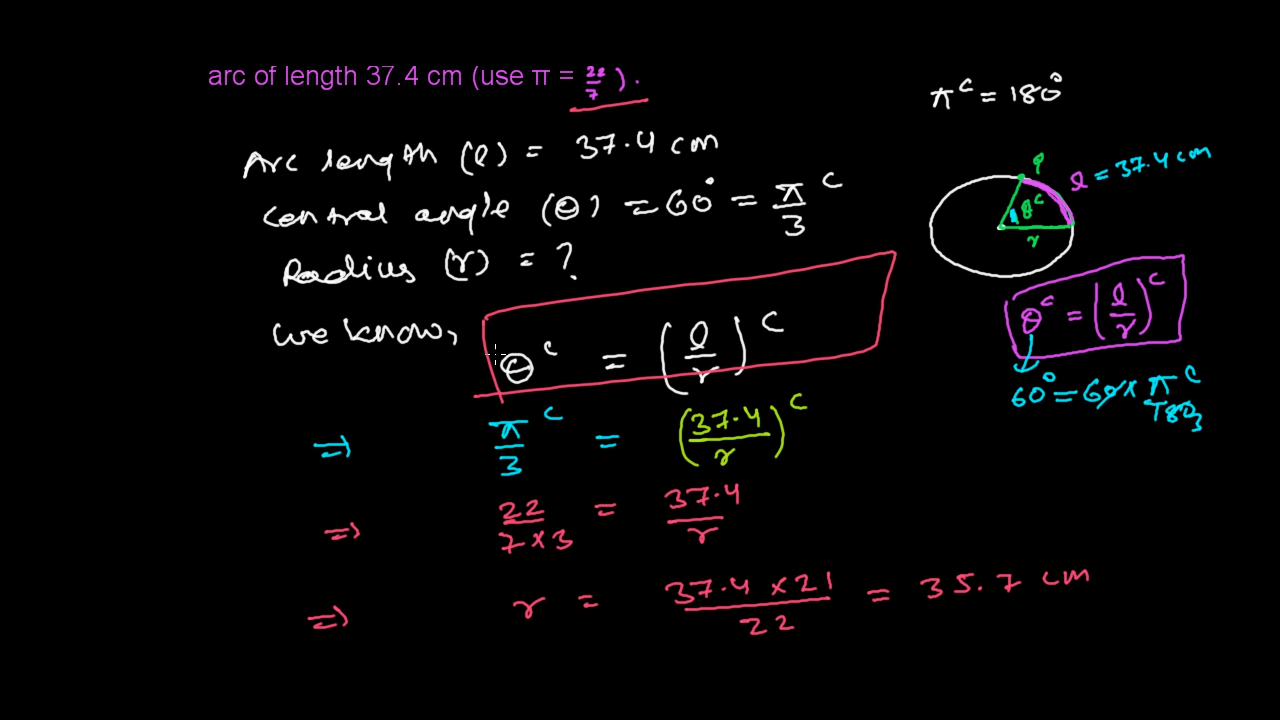 arc of length 37.4 cm (use π = 22/7).
π^c = 180°
Arc length (l) = 37.4 cm
P
l = 37.4 cm
θ^c
r
Central angle (θ) = 60° = π/3 ^c
Radius (r) = ?
θ^c = (l/r)^c
60° = 60 × π/180 ^c
3
We know,
θ^c = (l/r)^c
⇒ π/3 ^c = (37.4/r)^c
⇒ 22/7×3 = 37.4/r
⇒ r = 37.4 × 21/22 = 35.7 cm